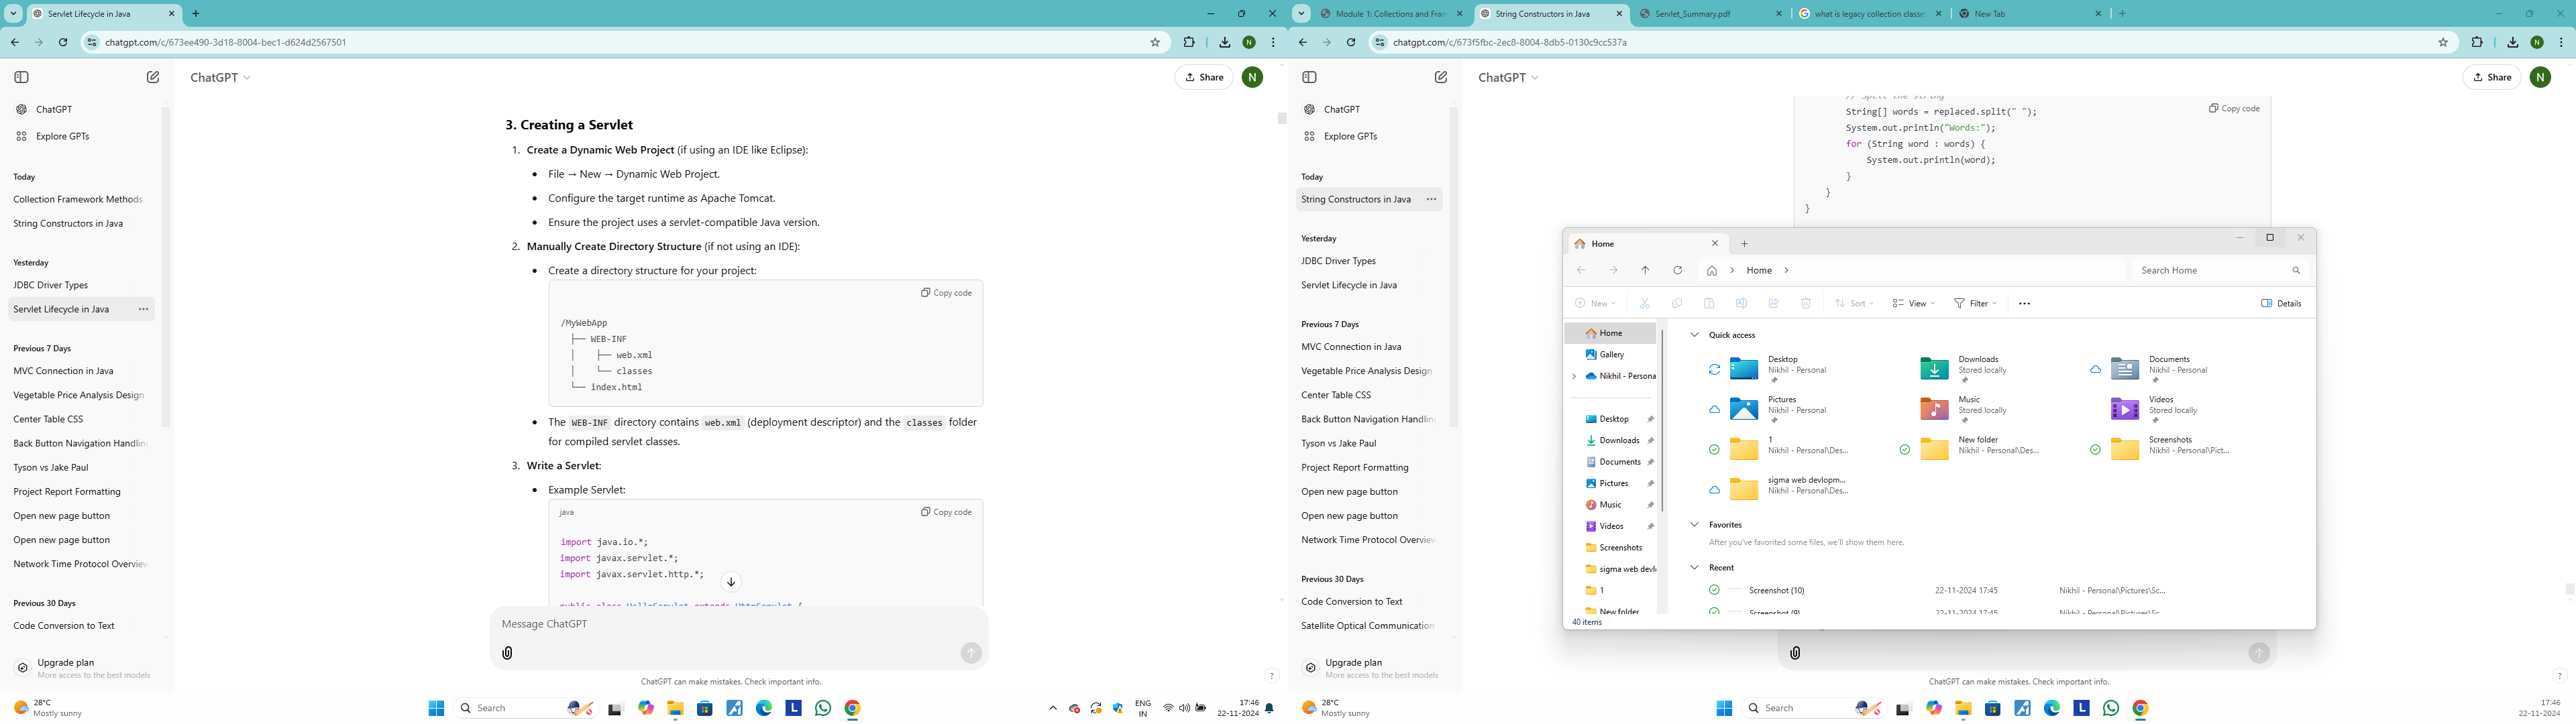 Servlet Lifecycle in Java
chatgpt.com/c/673ee490-3d18-8004-bec1-d624d2567501
N
ChatGPT
Share
N
ChatGPT
Explore GPTs
Today
Collection Framework Methods
String Constructors in Java
Yesterday
JDBC Driver Types
Servlet Lifecycle in Java
Previous 7 Days
MVC Connection in Java
Vegetable Price Analysis Design
Center Table CSS
Back Button Navigation Handling
Tyson vs Jake Paul
Project Report Formatting
Open new page button
Open new page button
Network Time Protocol Overview
Previous 30 Days
Code Conversion to Text
Upgrade plan
More access to the best models
3. Creating a Servlet
1. Create a Dynamic Web Project (if using an IDE like Eclipse):
• File → New → Dynamic Web Project.
• Configure the target runtime as Apache Tomcat.
• Ensure the project uses a servlet-compatible Java version.
2. Manually Create Directory Structure (if not using an IDE):
• Create a directory structure for your project:
Copy code
/MyWebApp
├── WEB-INF
│   ├── web.xml
│   └── classes
└── index.html
• The WEB-INF directory contains web.xml (deployment descriptor) and the classes folder
for compiled servlet classes.
3. Write a Servlet:
• Example Servlet:
java
Copy code
import java.io.*;
import javax.servlet.*;
import javax.servlet.http.*;
public class HelloServlet extends HttpServlet {
Message ChatGPT
ChatGPT can make mistakes. Check important info.
?
28°C
Mostly sunny
Search
L
ENG
IN
17:46
22-11-2024
Module 1: Collections and Fram
String Constructors in Java
Servlet_Summary.pdf
what is legacy collection classe
New Tab
chatgpt.com/c/673f5fbc-2ec8-8004-8db5-0130c9cc537a
N
ChatGPT
Share
N
ChatGPT
Explore GPTs
Today
String Constructors in Java
Yesterday
JDBC Driver Types
Servlet Lifecycle in Java
Previous 7 Days
MVC Connection in Java
Vegetable Price Analysis Design
Center Table CSS
Back Button Navigation Handling
Tyson vs Jake Paul
Project Report Formatting
Open new page button
Open new page button
Network Time Protocol Overview
Previous 30 Days
Code Conversion to Text
Satellite Optical Communication
Upgrade plan
More access to the best models
// Split the string
Copy code
String[] words = replaced.split(" ");
System.out.println("Words:");
for (String word : words) {
System.out.println(word);
}
}
}
Home
Home
Search Home
New
Sort
View
Filter
Details
Home
Gallery
Nikhil - Persona
Desktop
Downloads
Documents
Pictures
Music
Videos
Screenshots
sigma web devl
1
New folder
Quick access
Desktop
Nikhil - Personal
Downloads
Stored locally
Documents
Nikhil - Personal
Pictures
Nikhil - Personal
Music
Stored locally
Videos
Stored locally
1
Nikhil - Personal\Des...
New folder
Nikhil - Personal\Des...
Screenshots
Nikhil - Personal\Pict...
sigma web devlopm...
Nikhil - Personal\Des...
Favorites
After you've favorited some files, we'll show them here.
Recent
Screenshot (10)
22-11-2024 17:45
Nikhil - Personal\Pictures\Sc...
Screenshot (9)
22-11-2024 17:45
Nikhil - Personal\Pictures\Sc
40 items
ChatGPT can make mistakes. Check important info.
?
28°C
Mostly sunny
Search
L
17:46
22-11-2024